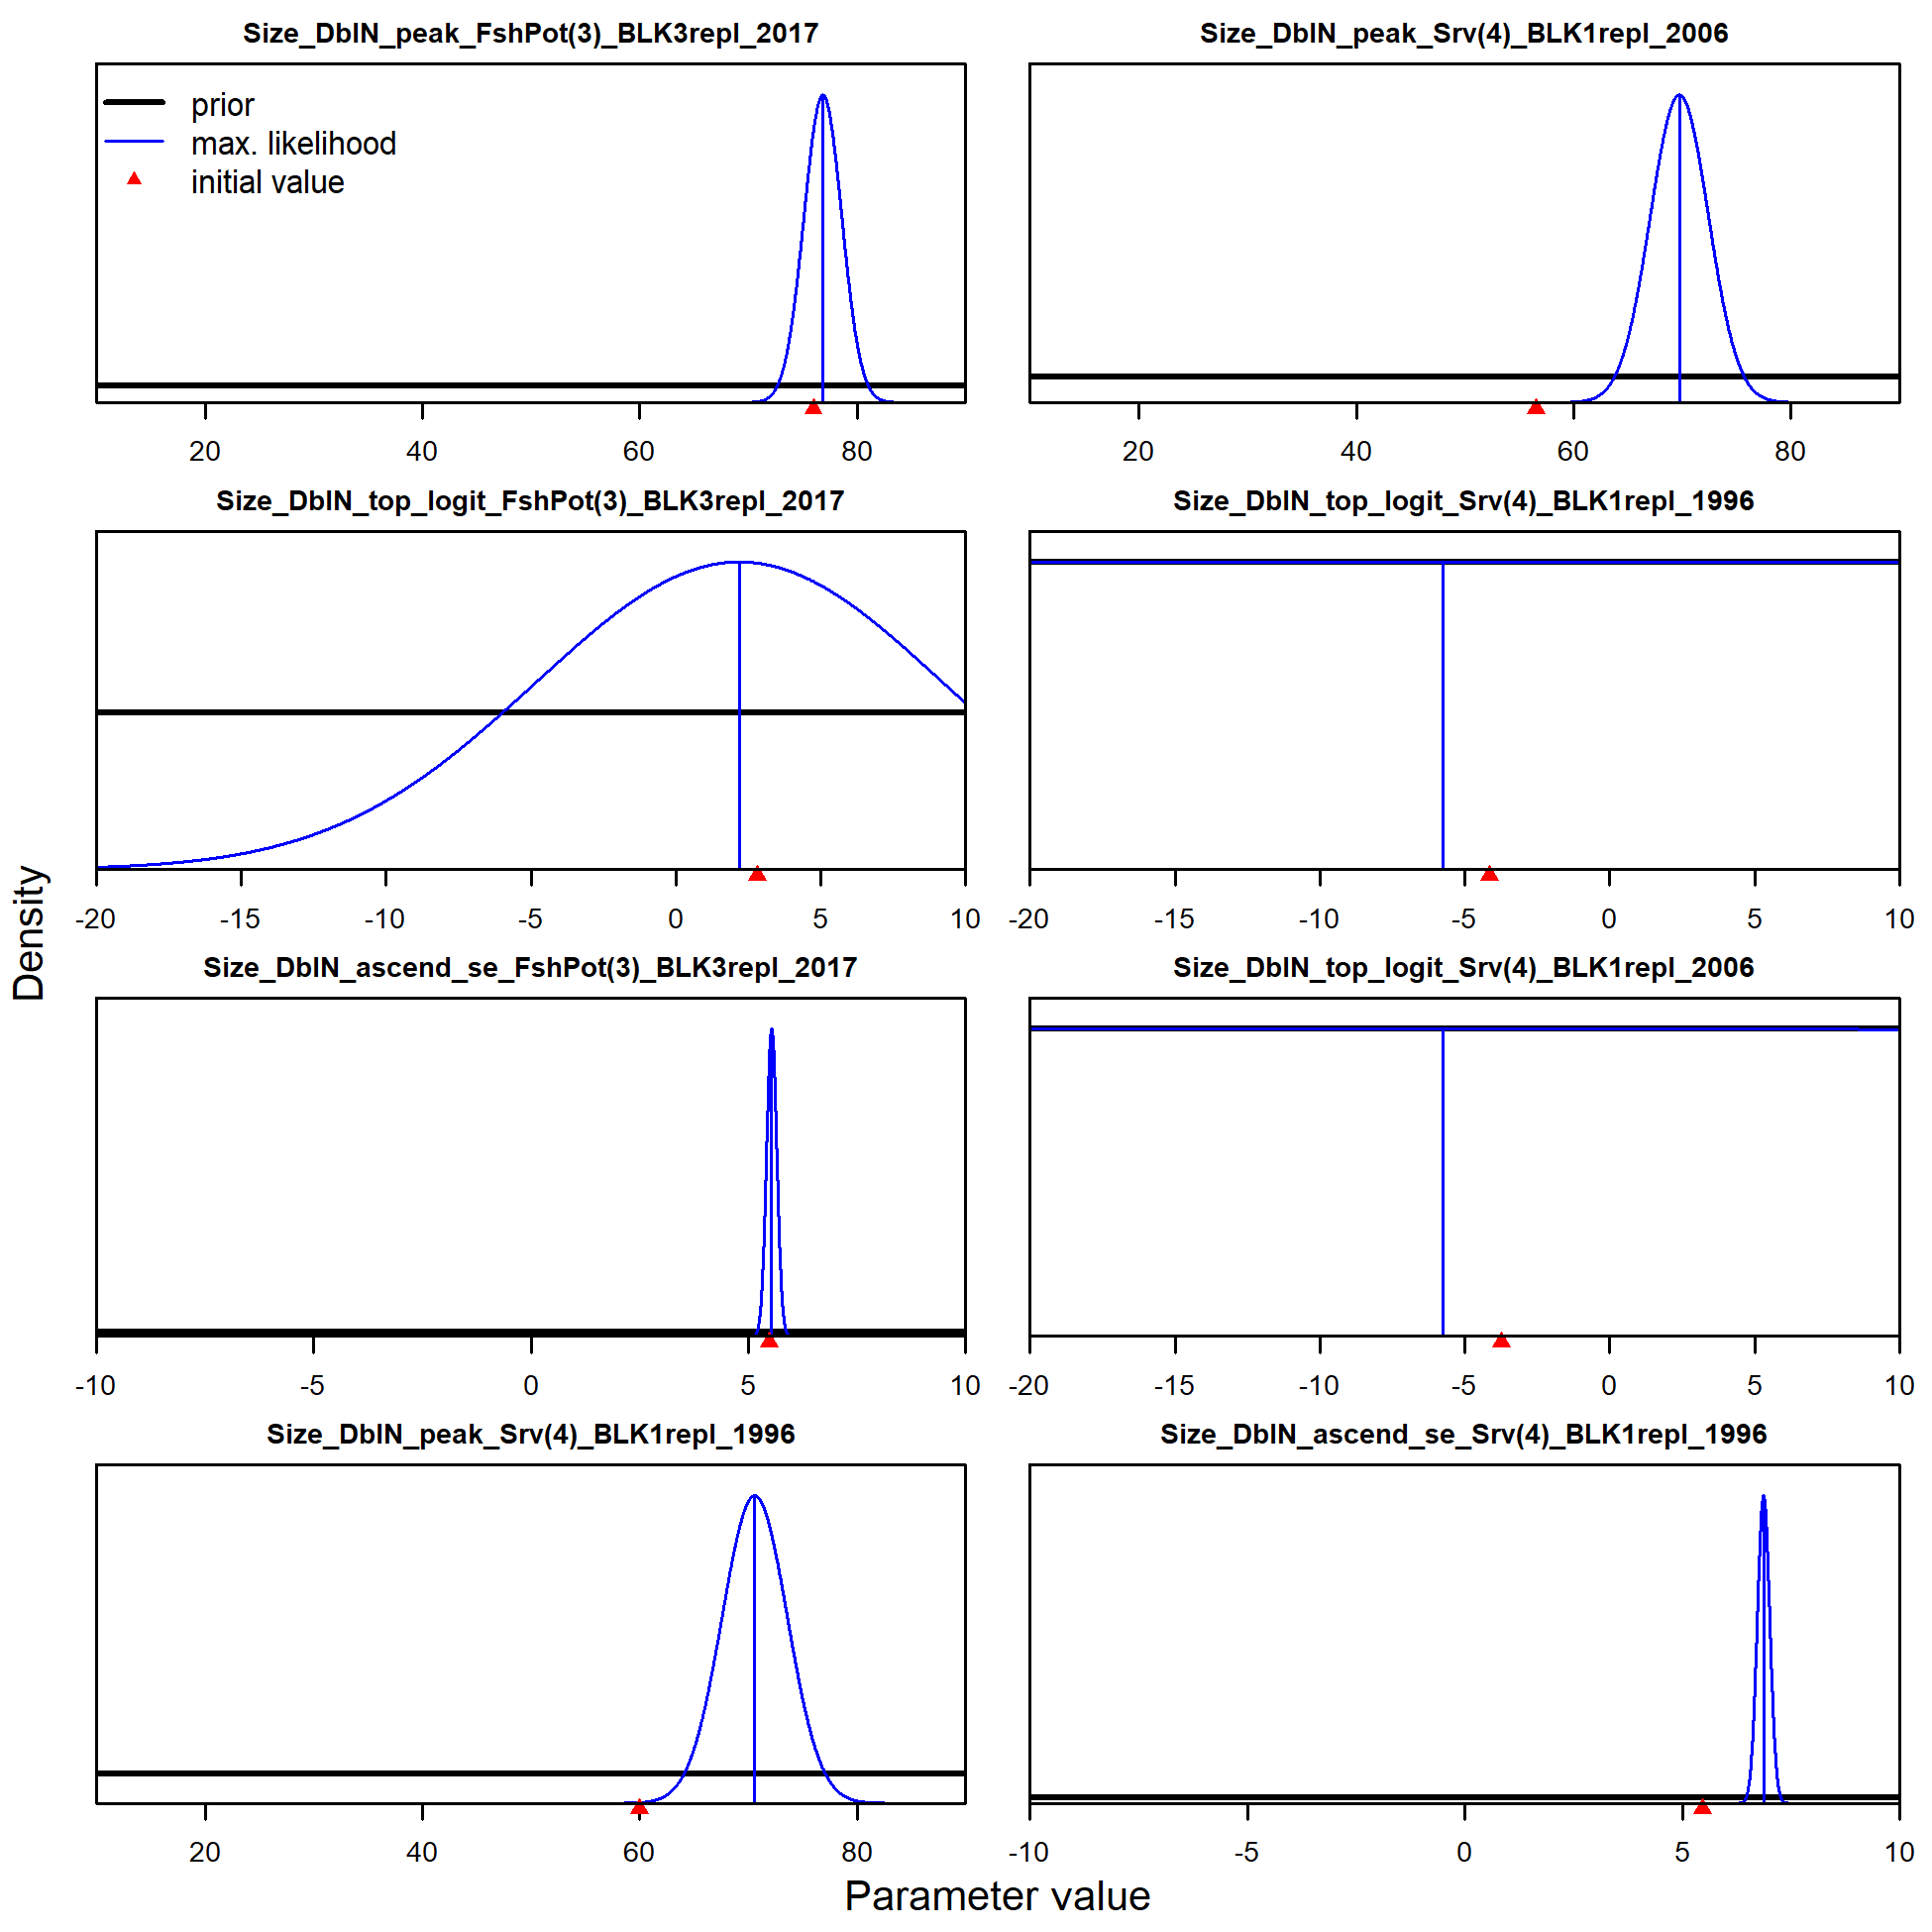 Size_DblN_peak_FshPot(3)_BLK3repl_2017
prior
max. likelihood
initial value
20 40 60 80
Size_DblN_peak_Srv(4)_BLK1repl_2006
20 40 60 80
Size_DblN_top_logit_FshPot(3)_BLK3repl_2017
-20 -15 -10 -5 0 5 10
Size_DblN_top_logit_Srv(4)_BLK1repl_1996
-20 -15 -10 -5 0 5 10
Size_DblN_ascend_se_FshPot(3)_BLK3repl_2017
-10 -5 0 5 10
Size_DblN_top_logit_Srv(4)_BLK1repl_2006
-20 -15 -10 -5 0 5 10
Size_DblN_peak_Srv(4)_BLK1repl_1996
20 40 60 80
Size_DblN_ascend_se_Srv(4)_BLK1repl_1996
-10 -5 0 5 10
Density
Parameter value